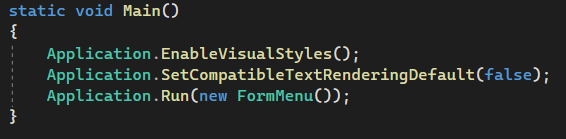 static void Main()
{
    Application.EnableVisualStyles();
    Application.SetCompatibleTextRenderingDefault(false);
    Application.Run(new FormMenu());
}